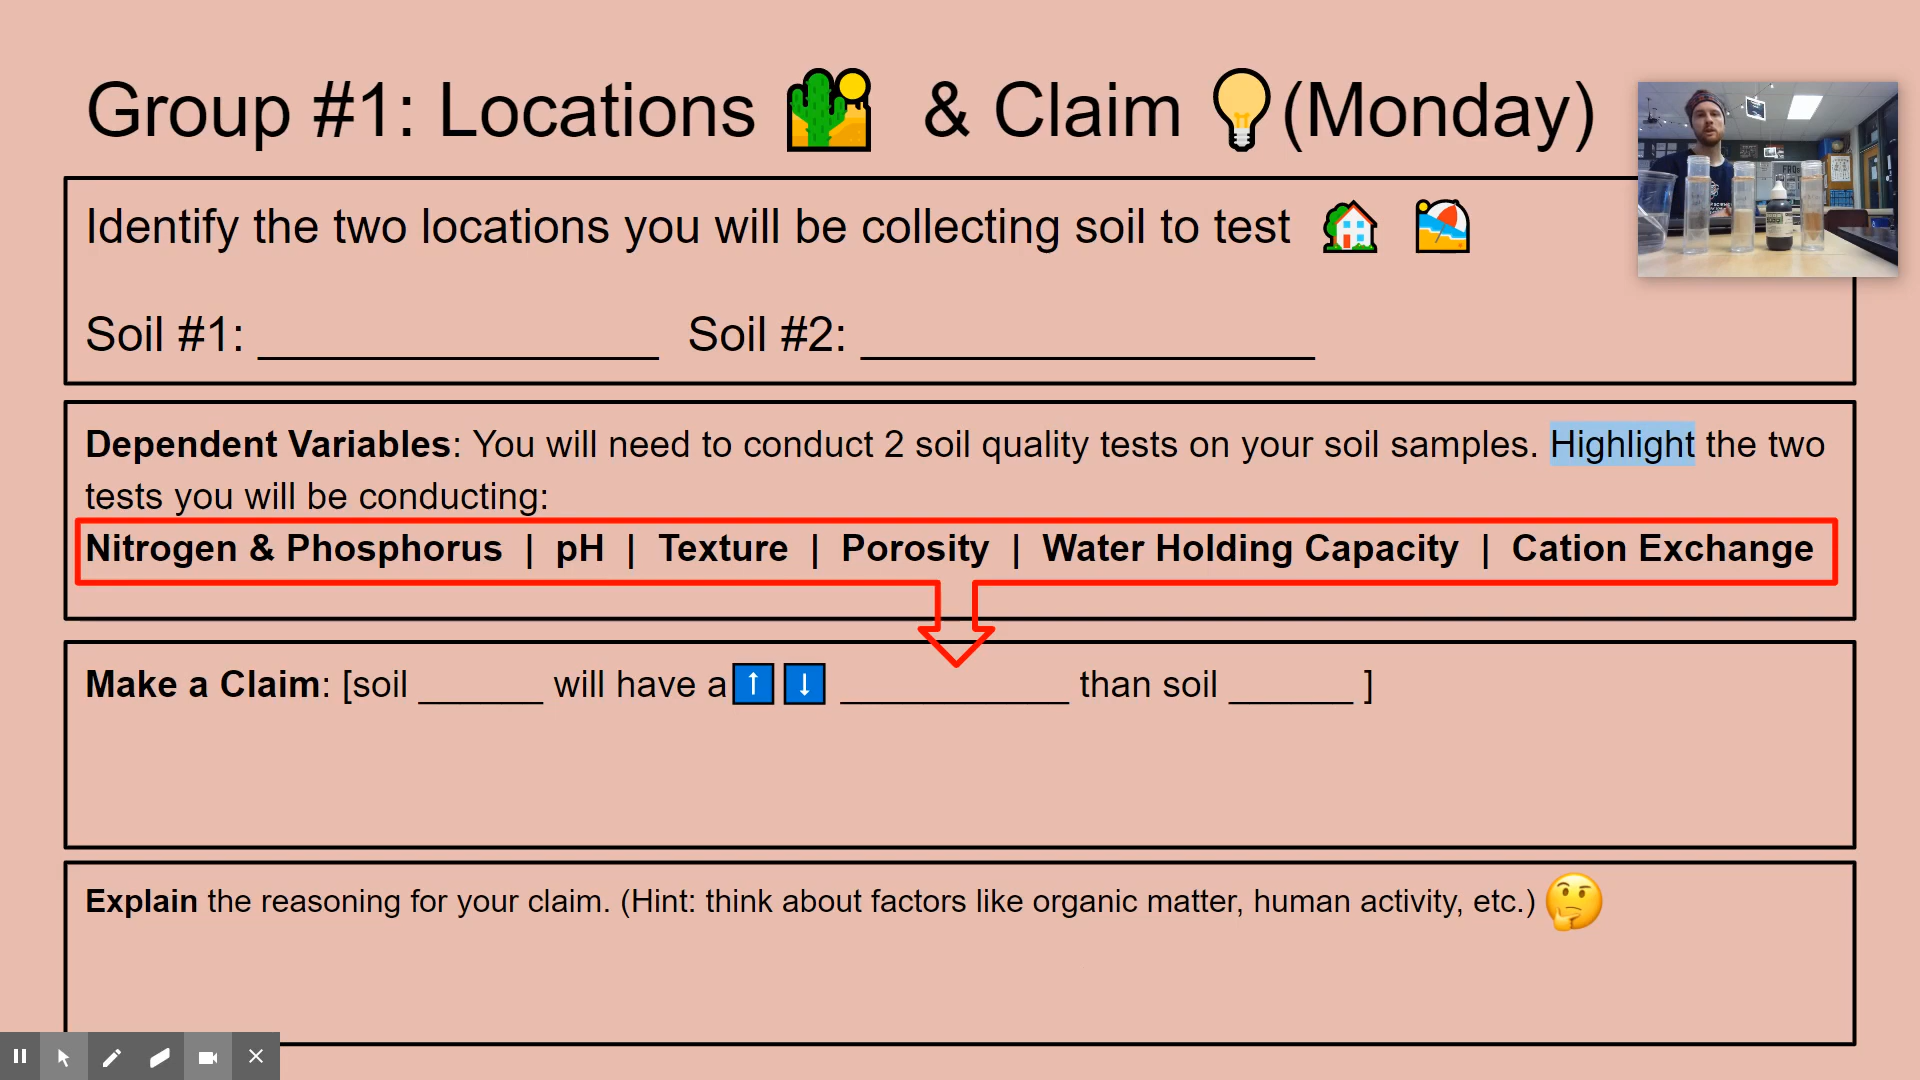 Group #1: Locations & Claim (Monday)
Identify the two locations you will be collecting soil to test
Soil #1: ________________ Soil #2: __________________
Dependent Variables: You will need to conduct 2 soil quality tests on your soil samples. Highlight the two
tests you will be conducting:
Nitrogen & Phosphorus | pH | Texture | Porosity | Water Holding Capacity | Cation Exchange
Make a Claim: [soil ______ will have a ↑ ↓ ___________ than soil ______ ]
Explain the reasoning for your claim. (Hint: think about factors like organic matter, human activity, etc.)